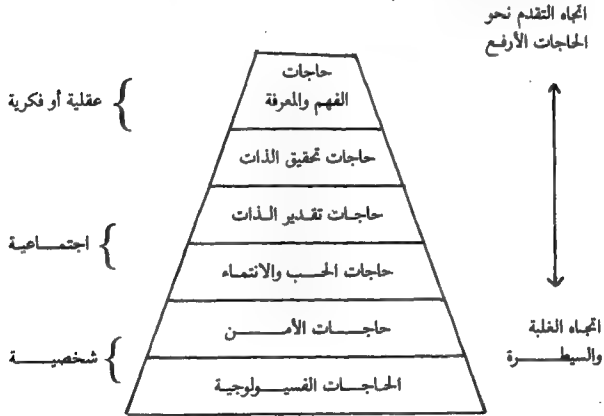 اتجاه التقدم نحو
الحاجات الأرفع
حاجات
الفهم والمعرفة
عقلية أو فكرية
حاجات تحقيق الذات
حاجات تقدير الذات
اجتماعية
حاجات الحب والانتماء
حاجات الأمن
اتجاه الغلبة
والسيطرة
شخصية
الحاجات الفسيولوجية